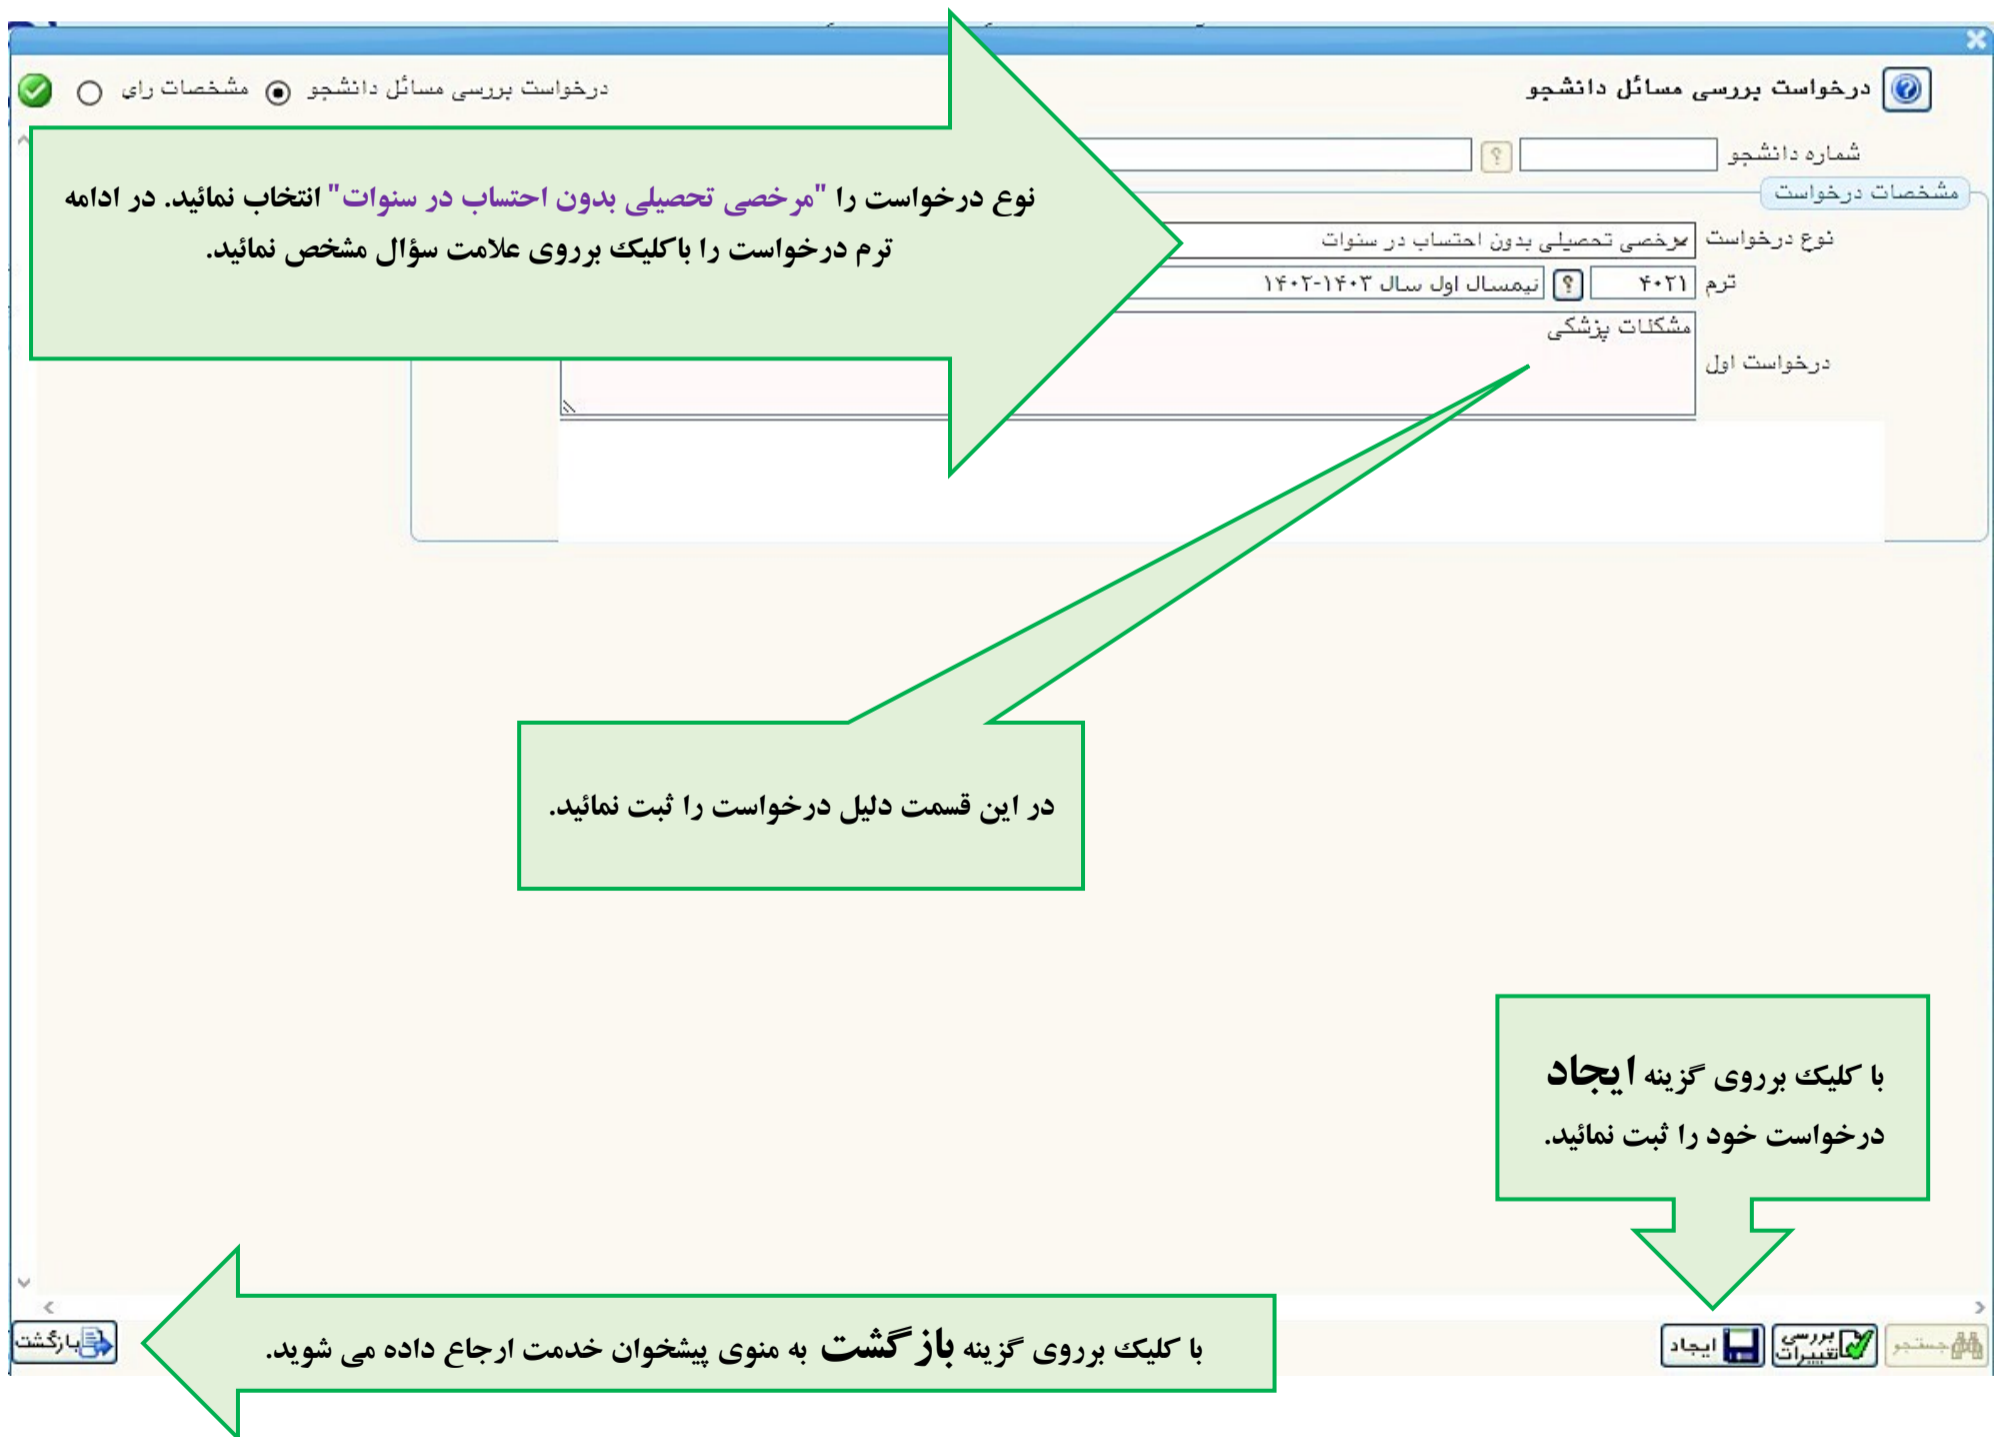 درخواست بررسی مسائل دانشجو
درخواست بررسی مسائل دانشجو مشخصات رای
شماره دانشجو ؟
مشخصات درخواست
نوع درخواست مرخصی تحصیلی بدون احتساب در سنوات
ترم ۴۰۲۱ ؟ نیمسال اول سال ۱۴۰۳-۱۴۰۲
درخواست اول مشکلات پزشکی
نوع درخواست را "مرخصی تحصیلی بدون احتساب در سنوات" انتخاب نمائید. در ادامه
ترم درخواست را باکلیک برروی علامت سؤال مشخص نمائید.
در این قسمت دلیل درخواست را ثبت نمائید.
با کلیک برروی گزینه ایجاد
درخواست خود را ثبت نمائید.
با کلیک برروی گزینه بازگشت به منوی پیشخوان خدمت ارجاع داده می شوید.
جستجو
بررسی
تغییرات
ایجاد
بازگشت